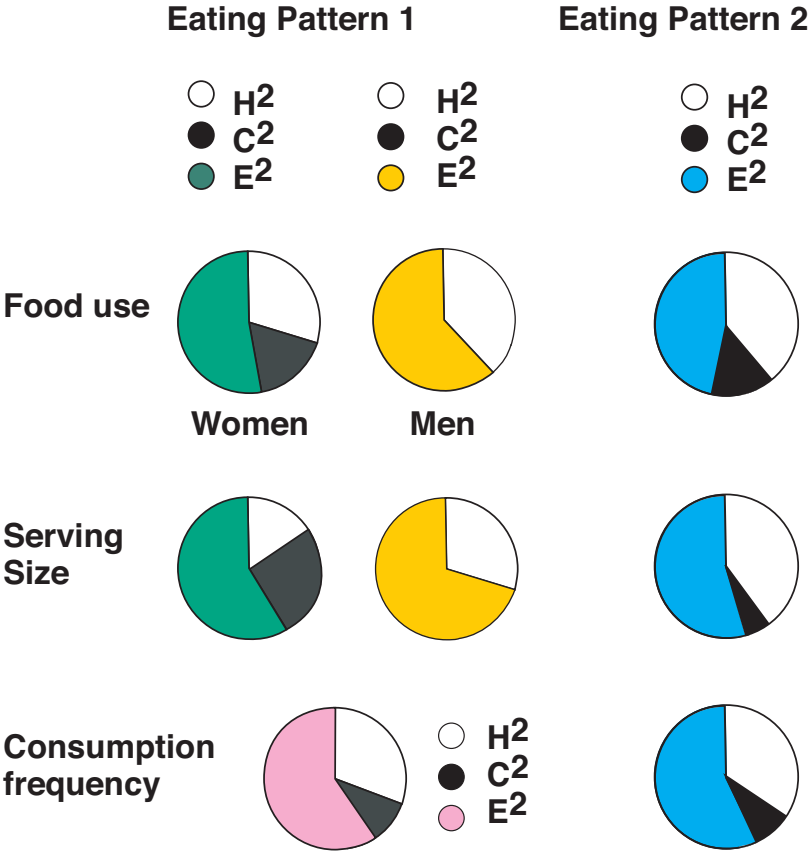 Eating Pattern 1
Eating Pattern 2
H2
C2
E2
H2
C2
E2
H2
C2
E2
Food use
Women
Men
Serving
Size
Consumption
frequency
H2
C2
E2